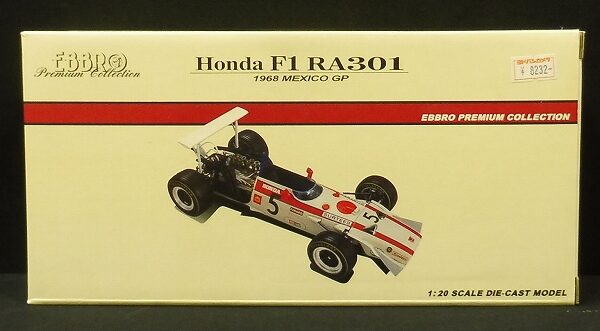 EBBRO
Premium Collection
Honda F1 RA301
1968 MEXICO GP
¥ 8232-
EBBRO PREMIUM COLLECTION
HONDA
5
SURTEES
5
1:20 SCALE DIE-CAST MODEL